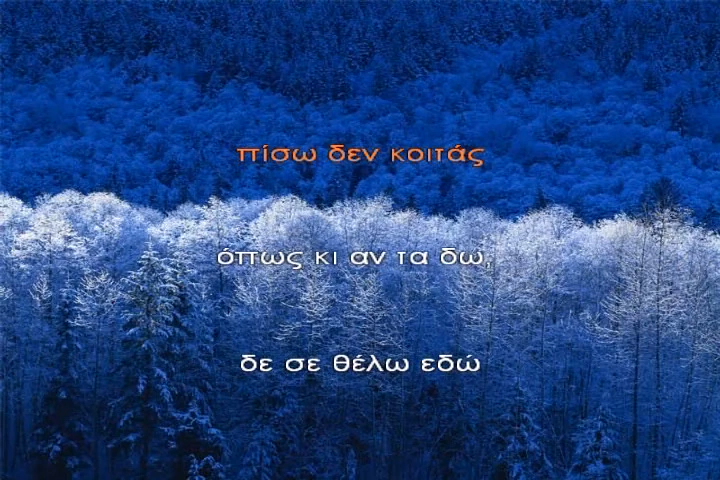 πίσω δεν κοιτάς
όπως κι αν τα δω,
δε σε θέλω εδώ